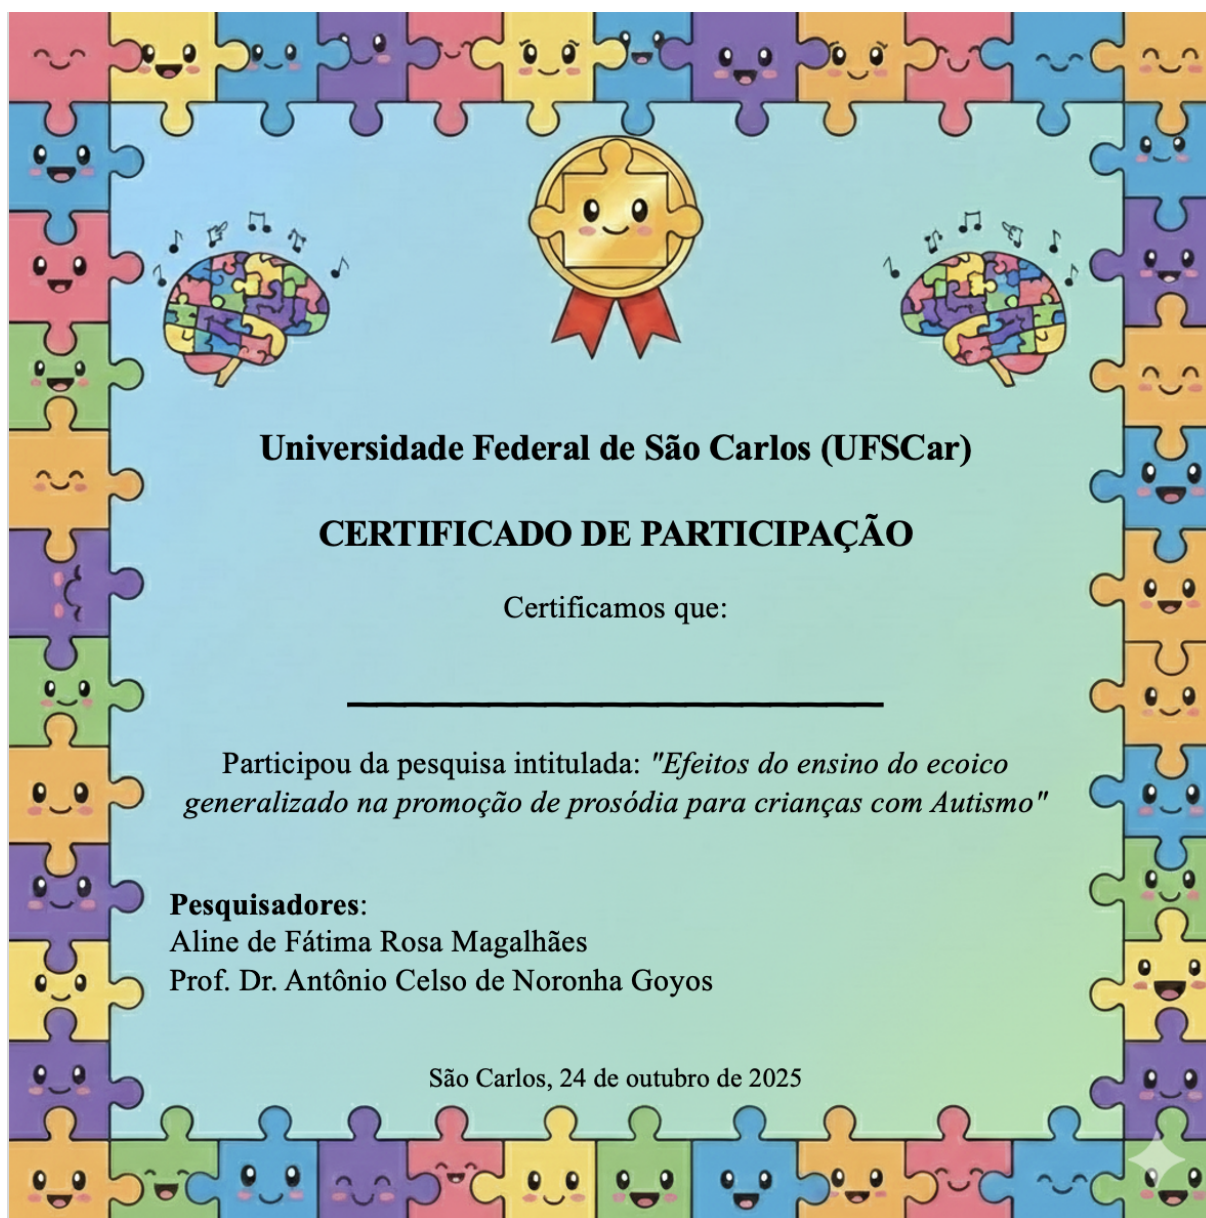 Universidade Federal de São Carlos (UFSCar)
CERTIFICADO DE PARTICIPAÇÃO
Certificamos que:
Participou da pesquisa intitulada: "Efeitos do ensino do ecoico
generalizado na promoção de prosódia para crianças com Autismo"
Pesquisadores:
Aline de Fátima Rosa Magalhães
Prof. Dr. Antônio Celso de Noronha Goyos
São Carlos, 24 de outubro de 2025